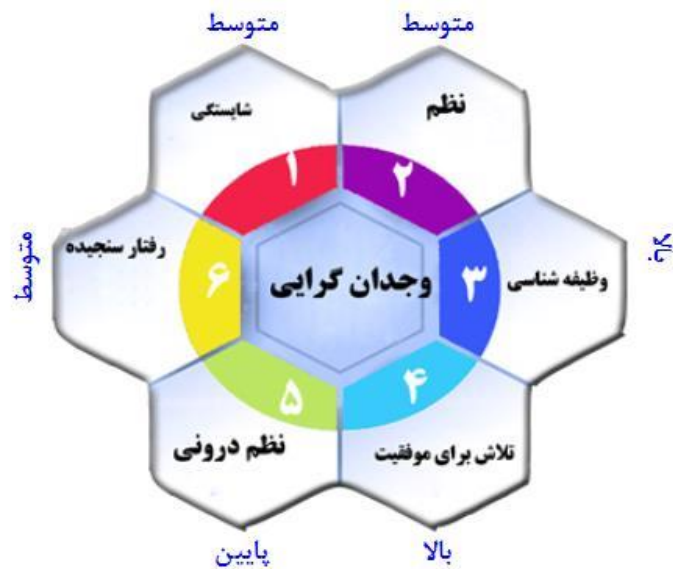 متوسط
متوسط
نظم
شایستگی
۱
۲
متوسط
رفتار سنجیده
۶
وجدان گرایی
۳
وظیفه شناسی
بالا
۵
۴
نظم درونی
تلاش برای موفقیت
پایین
بالا